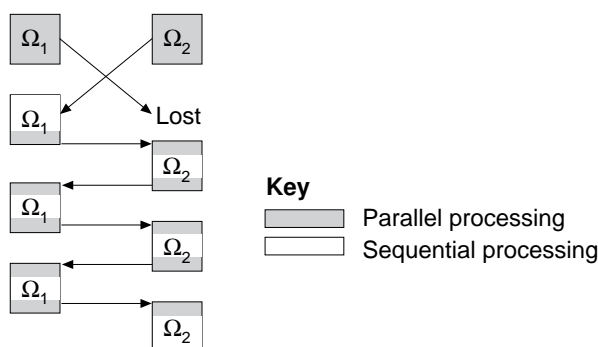 Ω₁ Ω₂
Ω₁ Lost
Ω₂
Key
Ω₁
Parallel processing
Ω₂
Sequential processing
Ω₁
Ω₂